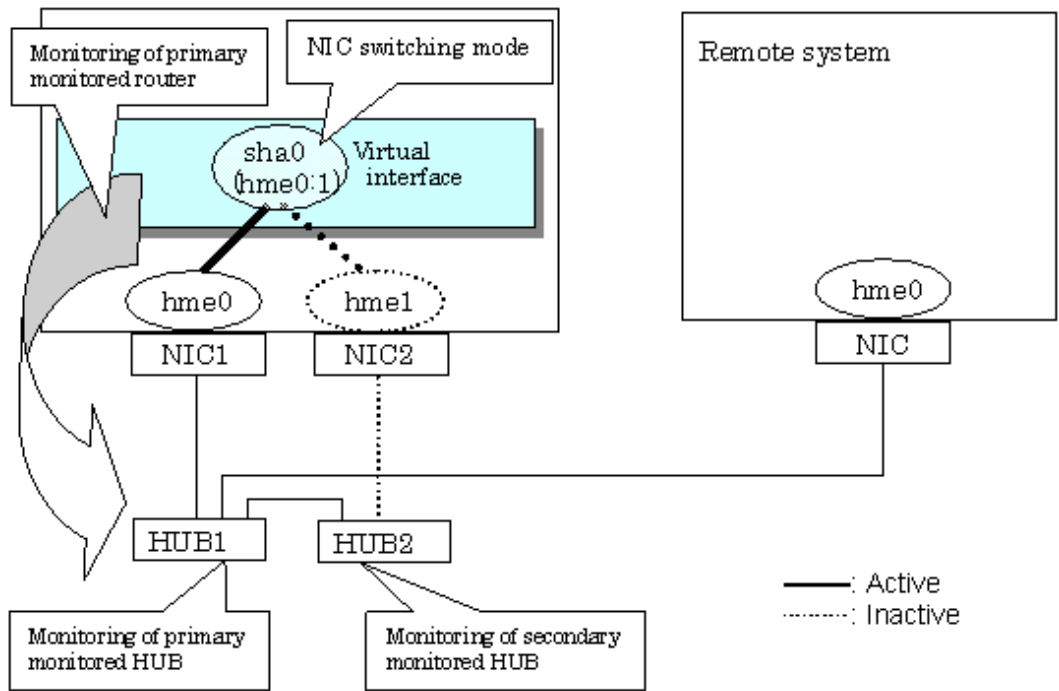 Monitoring of primary
monitored router
NIC switching mode
Remote system
sha0
(hme0:1)
Virtual
interface
hme0
hme1
hme0
NIC1
NIC2
NIC
HUB1
HUB2
: Active
: Inactive
Monitoring of primary
monitored HUB
Monitoring of secondary
monitored HUB